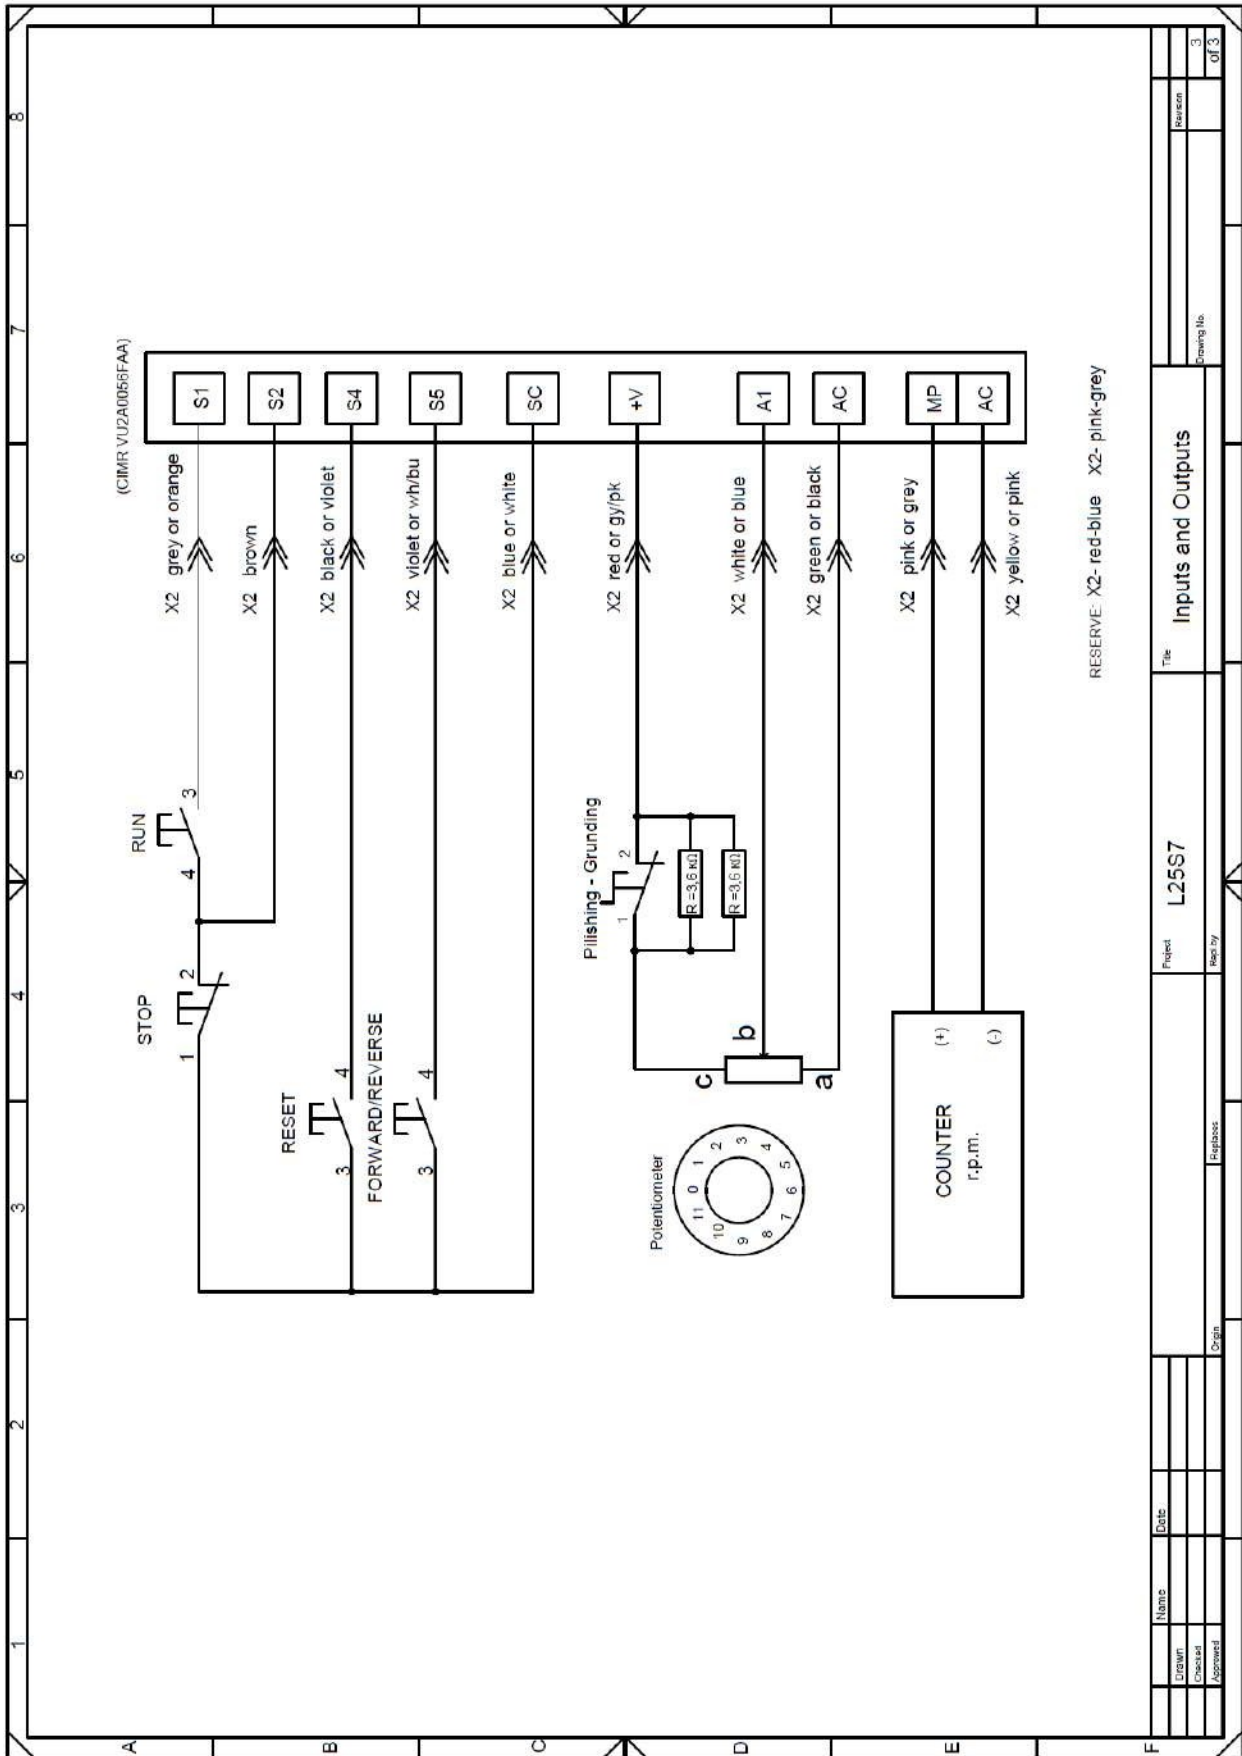 1 2 3 4 5 6 7 8
A
B
C
D
E
F
(CIMR VU2A0056FAA)
RUN
4 3
STOP
1 2
X2 grey or orange
S1
X2 brown
S2
RESET
3 4
X2 black or violet
S4
FORWARD/REVERSE
3 4
X2 violet or wh/bu
S5
X2 blue or white
SC
Pilishing - Grunding
1 2
R =3,6 KΩ
R =3,6 KΩ
X2 red or gy/pk
+V
Potentiometer
0 1 2 3 4 5 6 7 8 9 10 11
c
b
a
X2 white or blue
A1
X2 green or black
AC
COUNTER
r.p.m.
(+)
(-)
X2 pink or grey
MP
X2 yellow or pink
AC
RESERVE: X2- red-blue X2- pink-grey
Name
Date
Drawn
Checked
Approved
Origin
Replaces
Repl by
Project
L25S7
Title
Inputs and Outputs
Drawing No.
Revision
3
of 3